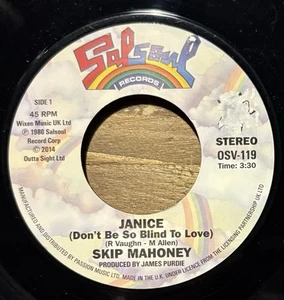 Salsoul
RECORDS
SIDE 1
45 RPM
Wixen Music UK Ltd
℗ 1980 Salsoul
Record Corp
© 2014
Outta Sight Ltd
STEREO
OSV-119
Time: 3:30
JANICE
(Don't Be So Blind To Love)
(R Vaughn - M Allen)
SKIP MAHONEY
PRODUCED BY JAMES PURDIE
MANUFACTURED AND DISTRIBUTED BY PASSION MUSIC LTD. MADE IN THE U.K. UNDER LICENCE FROM THE LICENSING PARTNERSHIP UK LTD